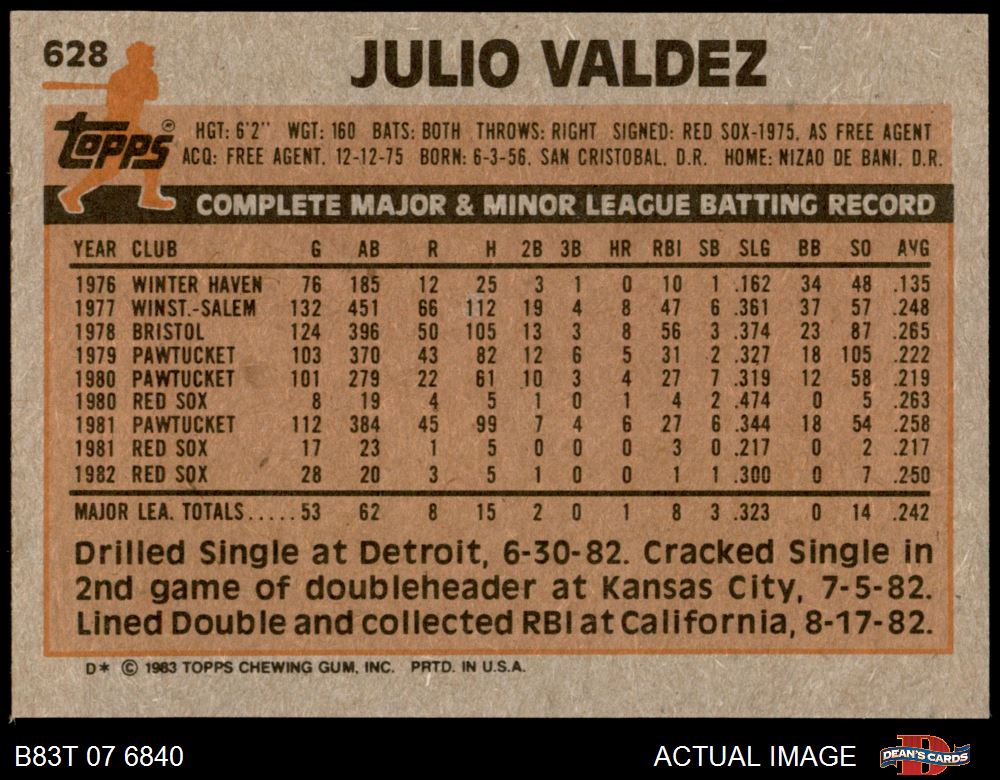 628
JULIO VALDEZ
Topps®
HGT: 6'2" WGT: 160 BATS: BOTH THROWS: RIGHT SIGNED: RED SOX-1975, AS FREE AGENT
ACQ: FREE AGENT, 12-12-75 BORN: 6-3-56, SAN CRISTOBAL, D.R. HOME: NIZAO DE BANI, D.R.
COMPLETE MAJOR & MINOR LEAGUE BATTING RECORD
YEAR CLUB G AB R H 2B 3B HR RBI SB SLG BB SO AVG
1976 WINTER HAVEN 76 185 12 25 3 1 0 10 1 .162 34 48 .135
1977 WINST.-SALEM 132 451 66 112 19 4 8 47 6 .361 37 57 .248
1978 BRISTOL 124 396 50 105 13 3 8 56 3 .374 23 87 .265
1979 PAWTUCKET 103 370 43 82 12 6 5 31 2 .327 18 105 .222
1980 PAWTUCKET 101 279 22 61 10 3 4 27 7 .319 12 58 .219
1980 RED SOX 8 19 4 5 1 0 1 4 2 .474 0 5 .263
1981 PAWTUCKET 112 384 45 99 7 4 6 27 6 .344 18 54 .258
1981 RED SOX 17 23 1 5 0 0 0 3 0 .217 0 2 .217
1982 RED SOX 28 20 3 5 1 0 0 1 1 .300 0 7 .250
MAJOR LEA. TOTALS.....53 62 8 15 2 0 1 8 3 .323 0 14 .242
Drilled Single at Detroit, 6-30-82. Cracked Single in
2nd game of doubleheader at Kansas City, 7-5-82.
Lined Double and collected RBI at California, 8-17-82.
D* © 1983 TOPPS CHEWING GUM, INC. PRTD. IN U.S.A.
B83T 07 6840
ACTUAL IMAGE
DEAN'S CARDS